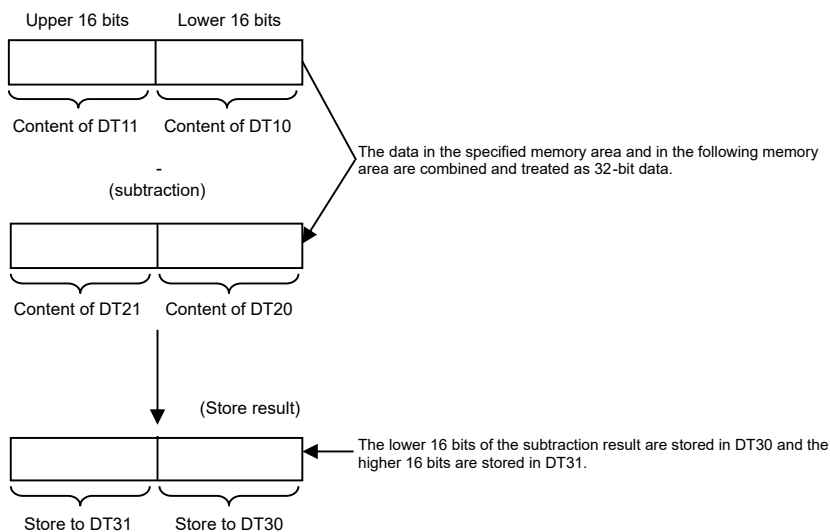 Upper 16 bits
Lower 16 bits
Content of DT11
Content of DT10
The data in the specified memory area and in the following memory
area are combined and treated as 32-bit data.
-
(subtraction)
Content of DT21
Content of DT20
(Store result)
The lower 16 bits of the subtraction result are stored in DT30 and the
higher 16 bits are stored in DT31.
Store to DT31
Store to DT30